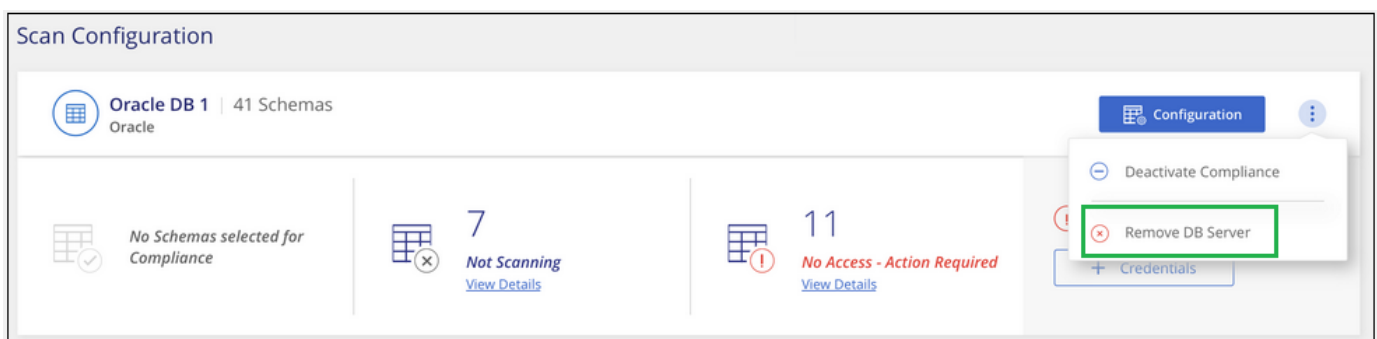 Scan Configuration
Oracle DB 1 | 41 Schemas
Oracle
Configuration
Deactivate Compliance
Remove DB Server
No Schemas selected for
Compliance
7
Not Scanning
View Details
11
No Access - Action Required
View Details
+ Credentials